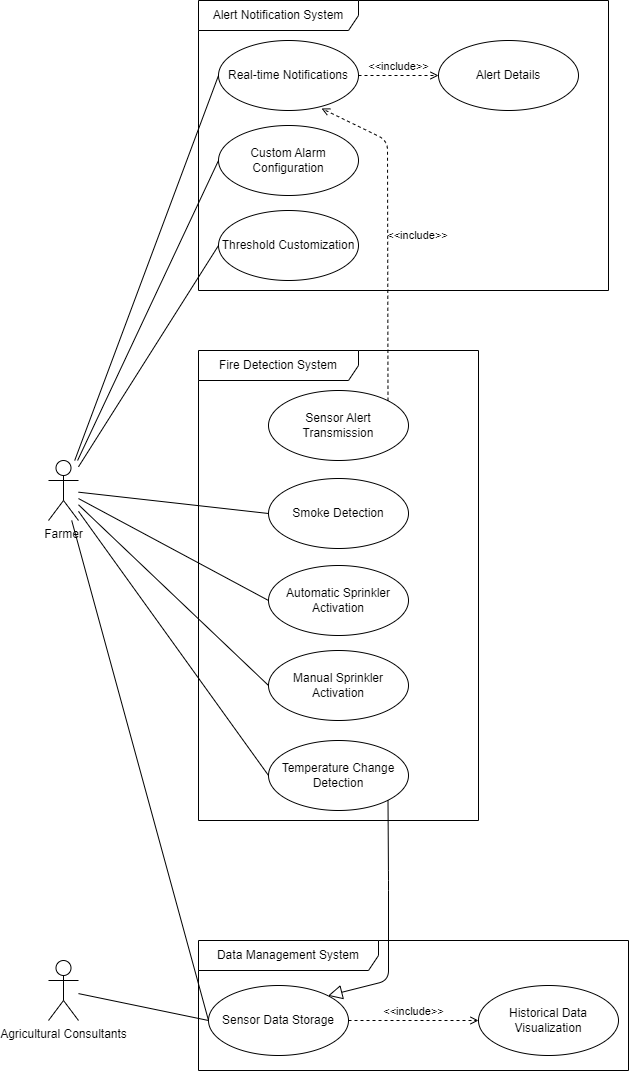 Alert Notification System
Real-time Notifications
<<include>>
Alert Details
Custom Alarm
Configuration
Threshold Customization
<<include>>
Fire Detection System
Sensor Alert
Transmission
Smoke Detection
Farmer
Automatic Sprinkler
Activation
Manual Sprinkler
Activation
Temperature Change
Detection
Data Management System
Agricultural Consultants
Sensor Data Storage
<<include>>
Historical Data
Visualization